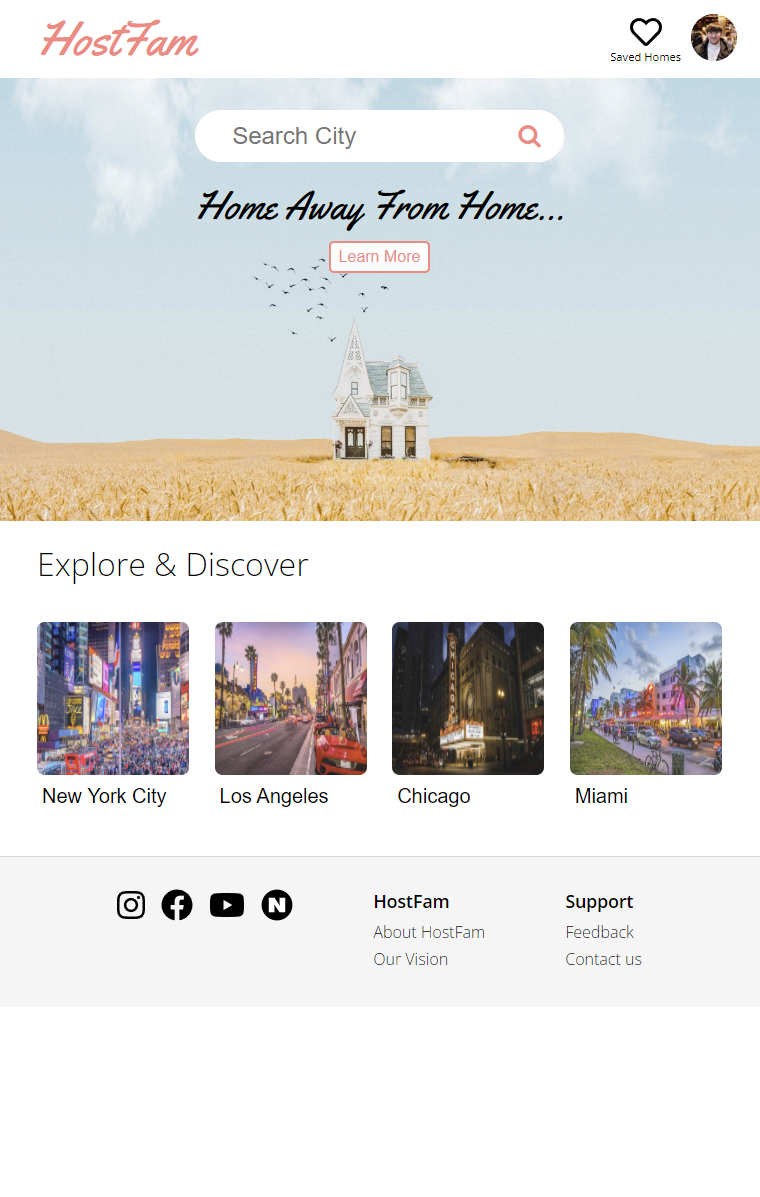 HostFam
Saved Homes
Search City
Home Away From Home...
Learn More
Explore & Discover
CHICAGO
New York City
Los Angeles
Chicago
Miami
HostFam
Support
About HostFam
Feedback
Our Vision
Contact us